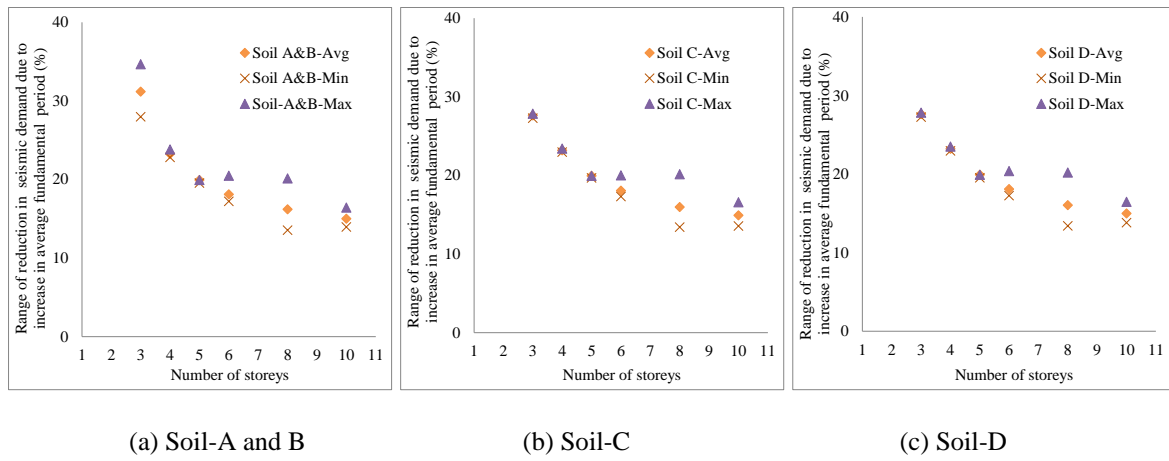 Range of reduction in seismic demand due to
increase in average fundamental period (%)
40
30
20
10
0
Soil A&B-Avg
Soil A&B-Min
Soil-A&B-Max
1 2 3 4 5 6 7 8 9 10 11
Number of storeys
(a) Soil-A and B
Range of reduction in seismic demand due to
increase in average fundamental period (%)
40
30
20
10
0
Soil C-Avg
Soil C-Min
Soil C-Max
1 2 3 4 5 6 7 8 9 10 11
Number of storeys
(b) Soil-C
Range of reduction in seismic demand due to
increase in average fundamental period (%)
40
30
20
10
0
Soil D-Avg
Soil D-Min
Soil D-Max
1 2 3 4 5 6 7 8 9 10 11
Number of storeys
(c) Soil-D